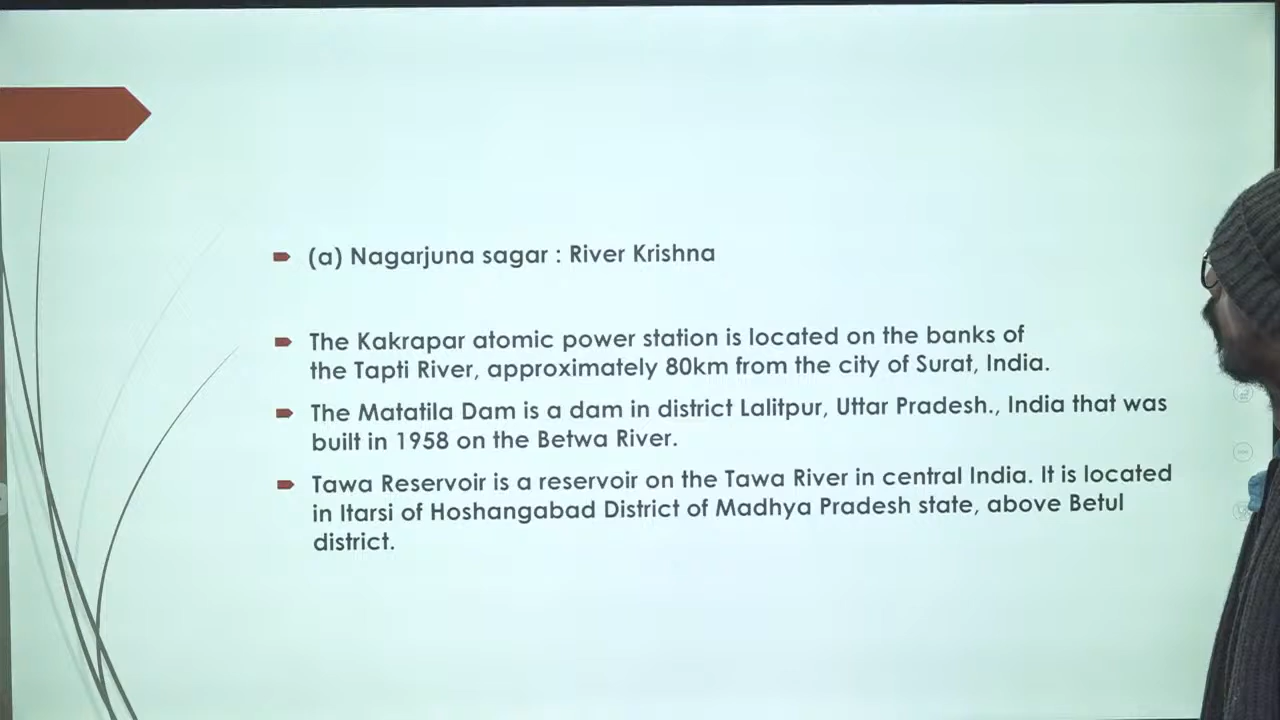 (a) Nagarjuna sagar : River Krishna
The Kakrapar atomic power station is located on the banks of
the Tapti River, approximately 80km from the city of Surat, India.
The Matatila Dam is a dam in district Lalitpur, Uttar Pradesh., India that was
built in 1958 on the Betwa River.
Tawa Reservoir is a reservoir on the Tawa River in central India. It is located
in Itarsi of Hoshangabad District of Madhya Pradesh state, above Betul
district.